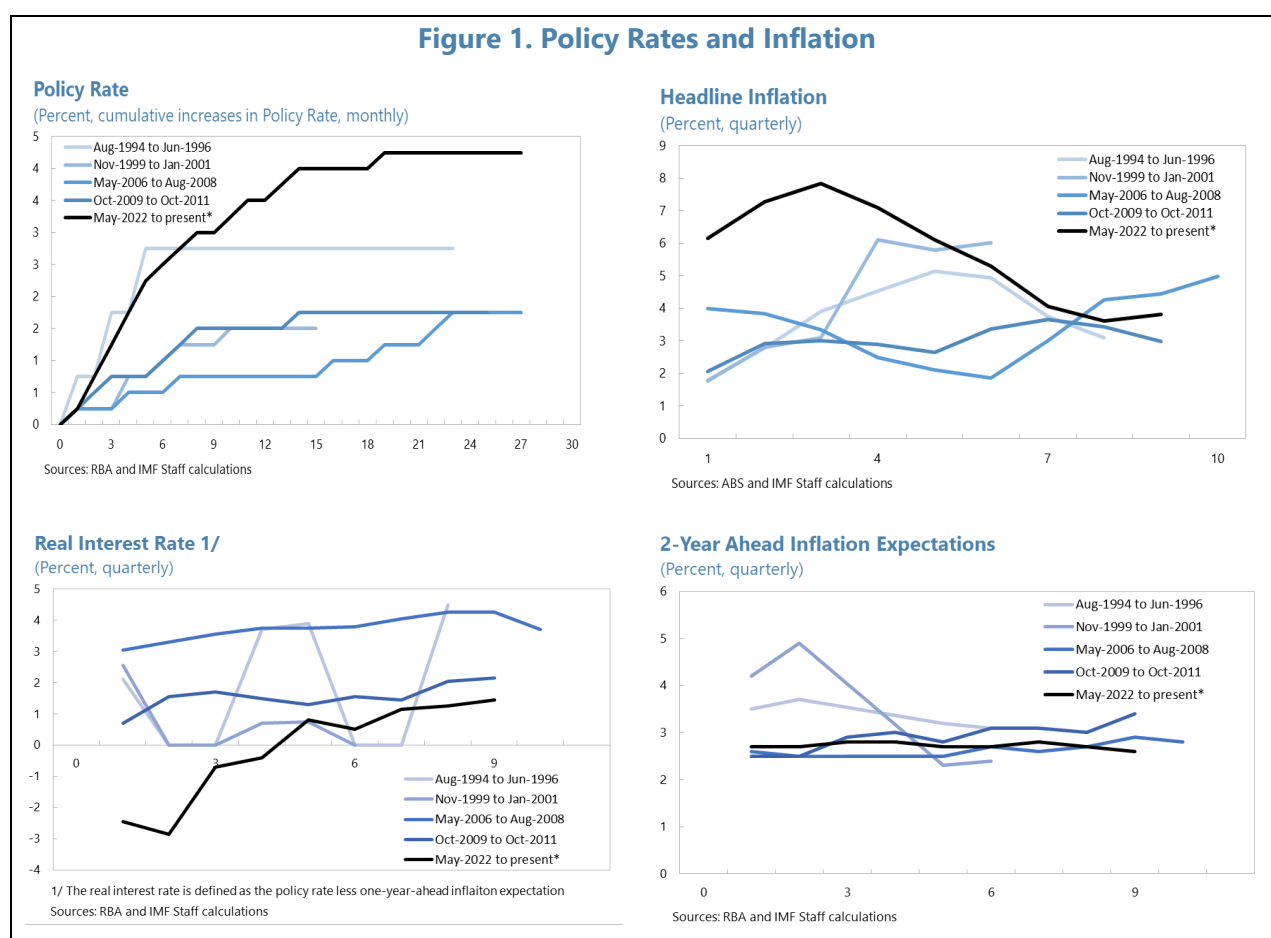 Figure 1. Policy Rates and Inflation
Policy Rate
(Percent, cumulative increases in Policy Rate, monthly)
5
4
4
3
3
2
2
1
1
0
Aug-1994 to Jun-1996
Nov-1999 to Jan-2001
May-2006 to Aug-2008
Oct-2009 to Oct-2011
May-2022 to present*
0 3 6 9 12 15 18 21 24 27 30
Sources: RBA and IMF Staff calculations
Headline Inflation
(Percent, quarterly)
9
8
7
6
5
4
3
2
1
0
Aug-1994 to Jun-1996
Nov-1999 to Jan-2001
May-2006 to Aug-2008
Oct-2009 to Oct-2011
May-2022 to present*
1 4 7 10
Sources: ABS and IMF Staff calculations
Real Interest Rate 1/
(Percent, quarterly)
5
4
3
2
1
0
-1
-2
-3
-4
0 3 6 9
Aug-1994 to Jun-1996
Nov-1999 to Jan-2001
May-2006 to Aug-2008
Oct-2009 to Oct-2011
May-2022 to present*
1/ The real interest rate is defined as the policy rate less one-year-ahead inflaiton expectation
Sources: RBA and IMF Staff calculations
2-Year Ahead Inflation Expectations
(Percent, quarterly)
6
5
4
3
2
1
0
Aug-1994 to Jun-1996
Nov-1999 to Jan-2001
May-2006 to Aug-2008
Oct-2009 to Oct-2011
May-2022 to present*
0 3 6 9
Sources: RBA and IMF Staff calculations